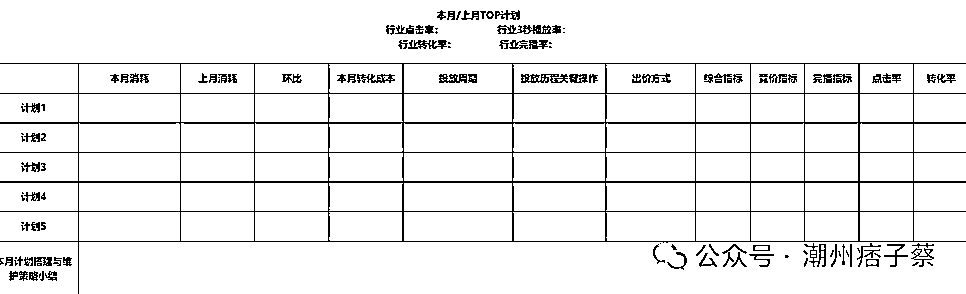 本月/上月TOP计划
行业点击率: 行业3秒播放率:
行业转化率: 行业完播率:
本月消耗 上月消耗 环比 本月转化成本 投放周期 投放历程关键操作 出价方式 综合指标 竞价指标 完播指标 点击率 转化率
计划1
计划2
计划3
计划4
计划5
本月计划搭建与维
护策略小结
公众号·潮州痞子蔡